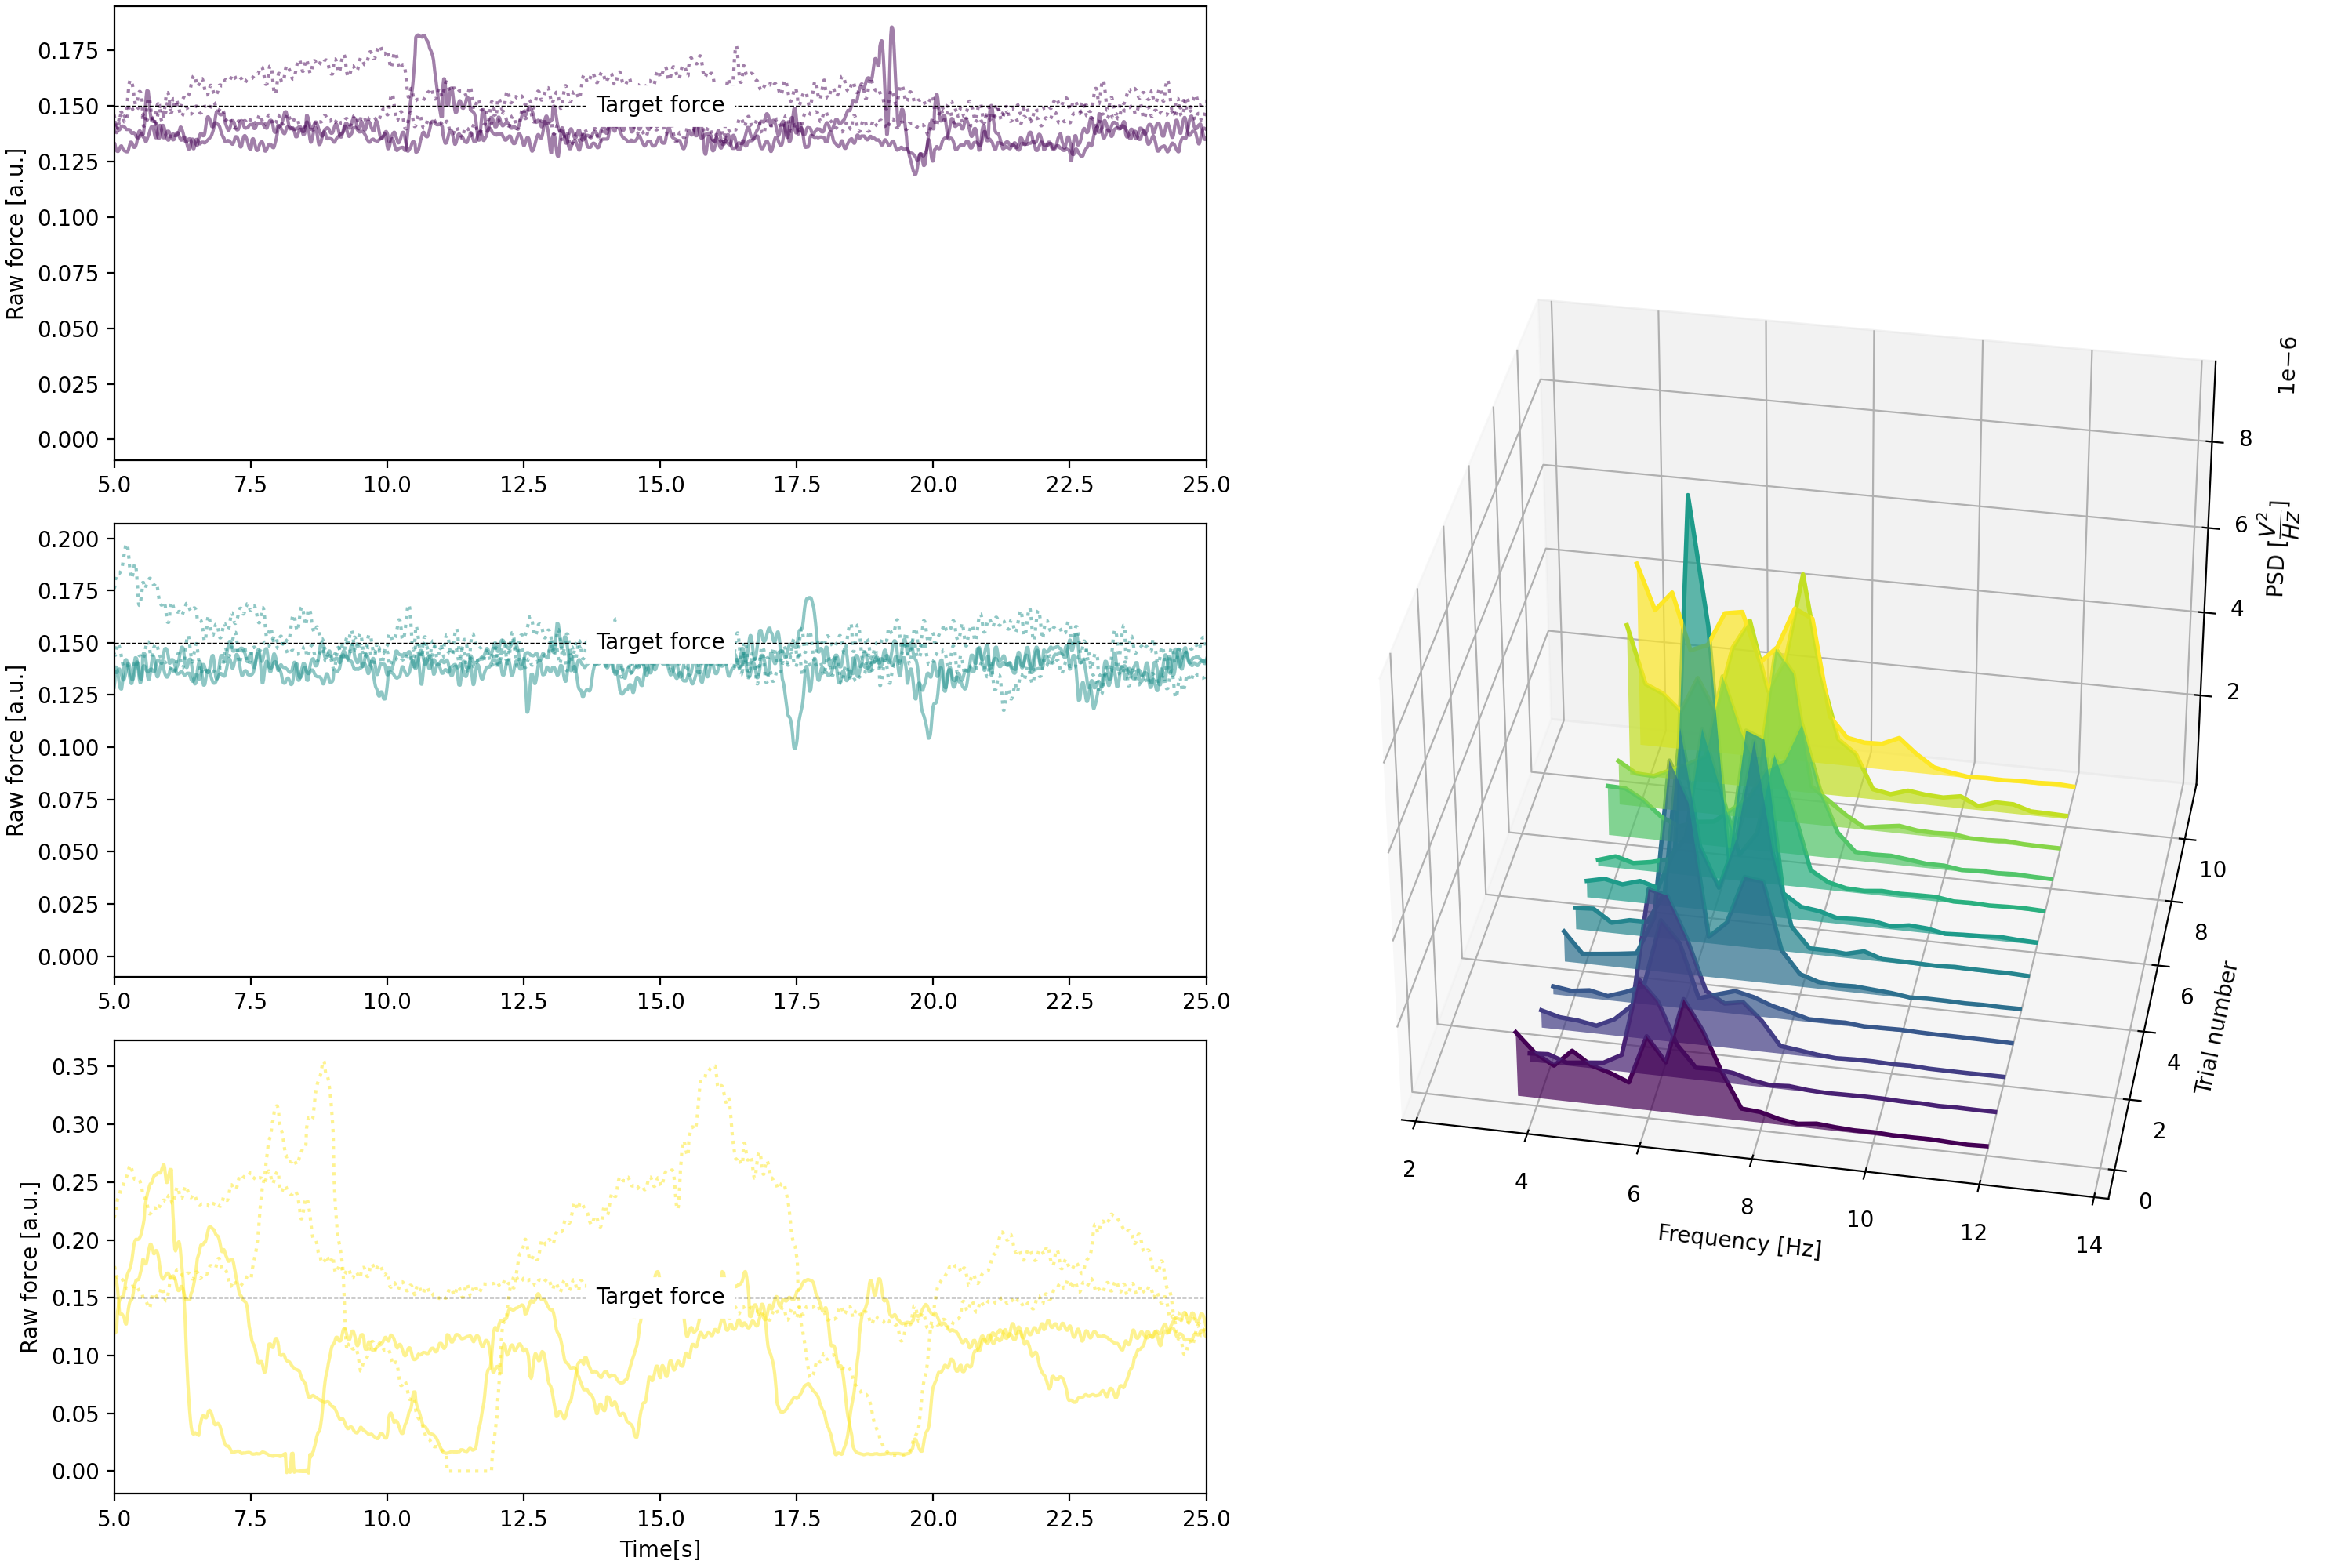 Raw force [a.u.]
0.175
0.150
0.125
0.100
0.075
0.050
0.025
0.000
Target force
5.0 7.5 10.0 12.5 15.0 17.5 20.0 22.5 25.0
Raw force [a.u.]
0.200
0.175
0.150
0.125
0.100
0.075
0.050
0.025
0.000
Target force
5.0 7.5 10.0 12.5 15.0 17.5 20.0 22.5 25.0
Raw force [a.u.]
0.35
0.30
0.25
0.20
0.15
0.10
0.05
0.00
Target force
5.0 7.5 10.0 12.5 15.0 17.5 20.0 22.5 25.0
Time[s]
1e−6
8
6
4
2
PSD [V²/Hz]
10
8
6
4
2
0
Trial number
2 4 6 8 10 12 14
Frequency [Hz]